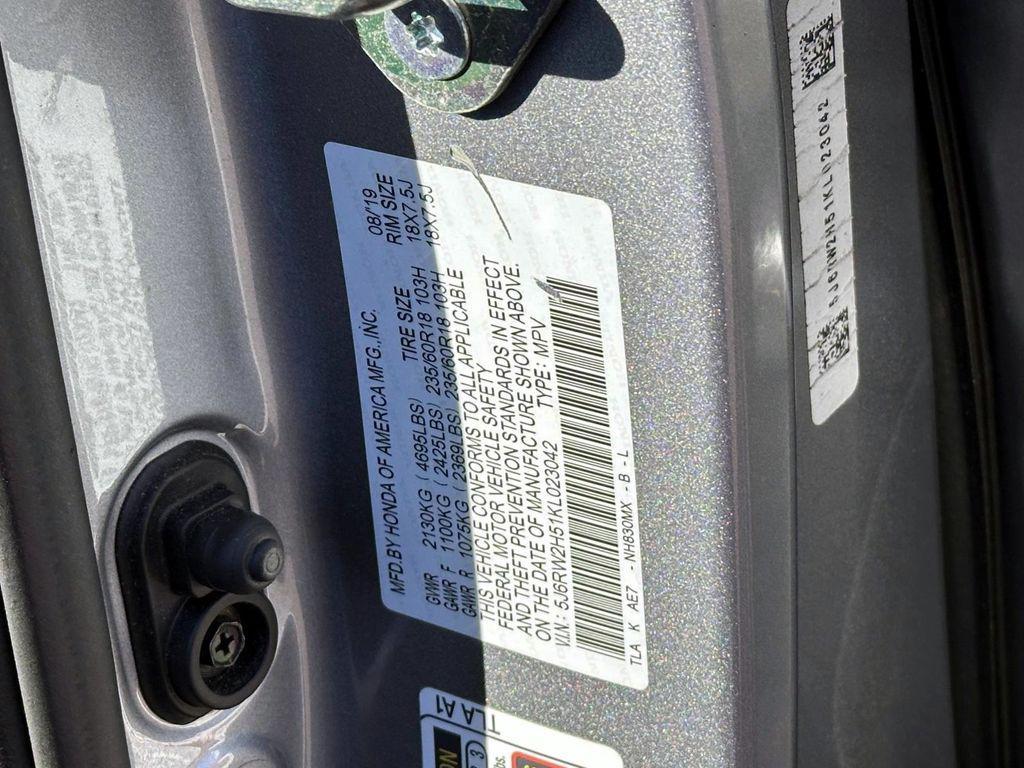 MFD.BY HONDA OF AMERICA MFG.,INC. 08/19
TIRE SIZE RIM SIZE
GVWR 2130KG ( 4695LBS)
GAWR F 1100KG ( 2425LBS) 235/60R18 103H 18X7.5J
GAWR R 1075KG ( 2369LBS) 235/60R18 103H 18X7.5J
THIS VEHICLE CONFORMS TO ALL APPLICABLE
FEDERAL MOTOR VEHICLE SAFETY
AND THEFT PREVENTION STANDARDS IN EFFECT
ON THE DATE OF MANUFACTURE SHOWN ABOVE.
V.I.N.: 5J6RW2H51KL023042 TYPE: MPV
TLA K AE7 -NH830MX -B -L
5J6RW2H51KL023042
TLA A1